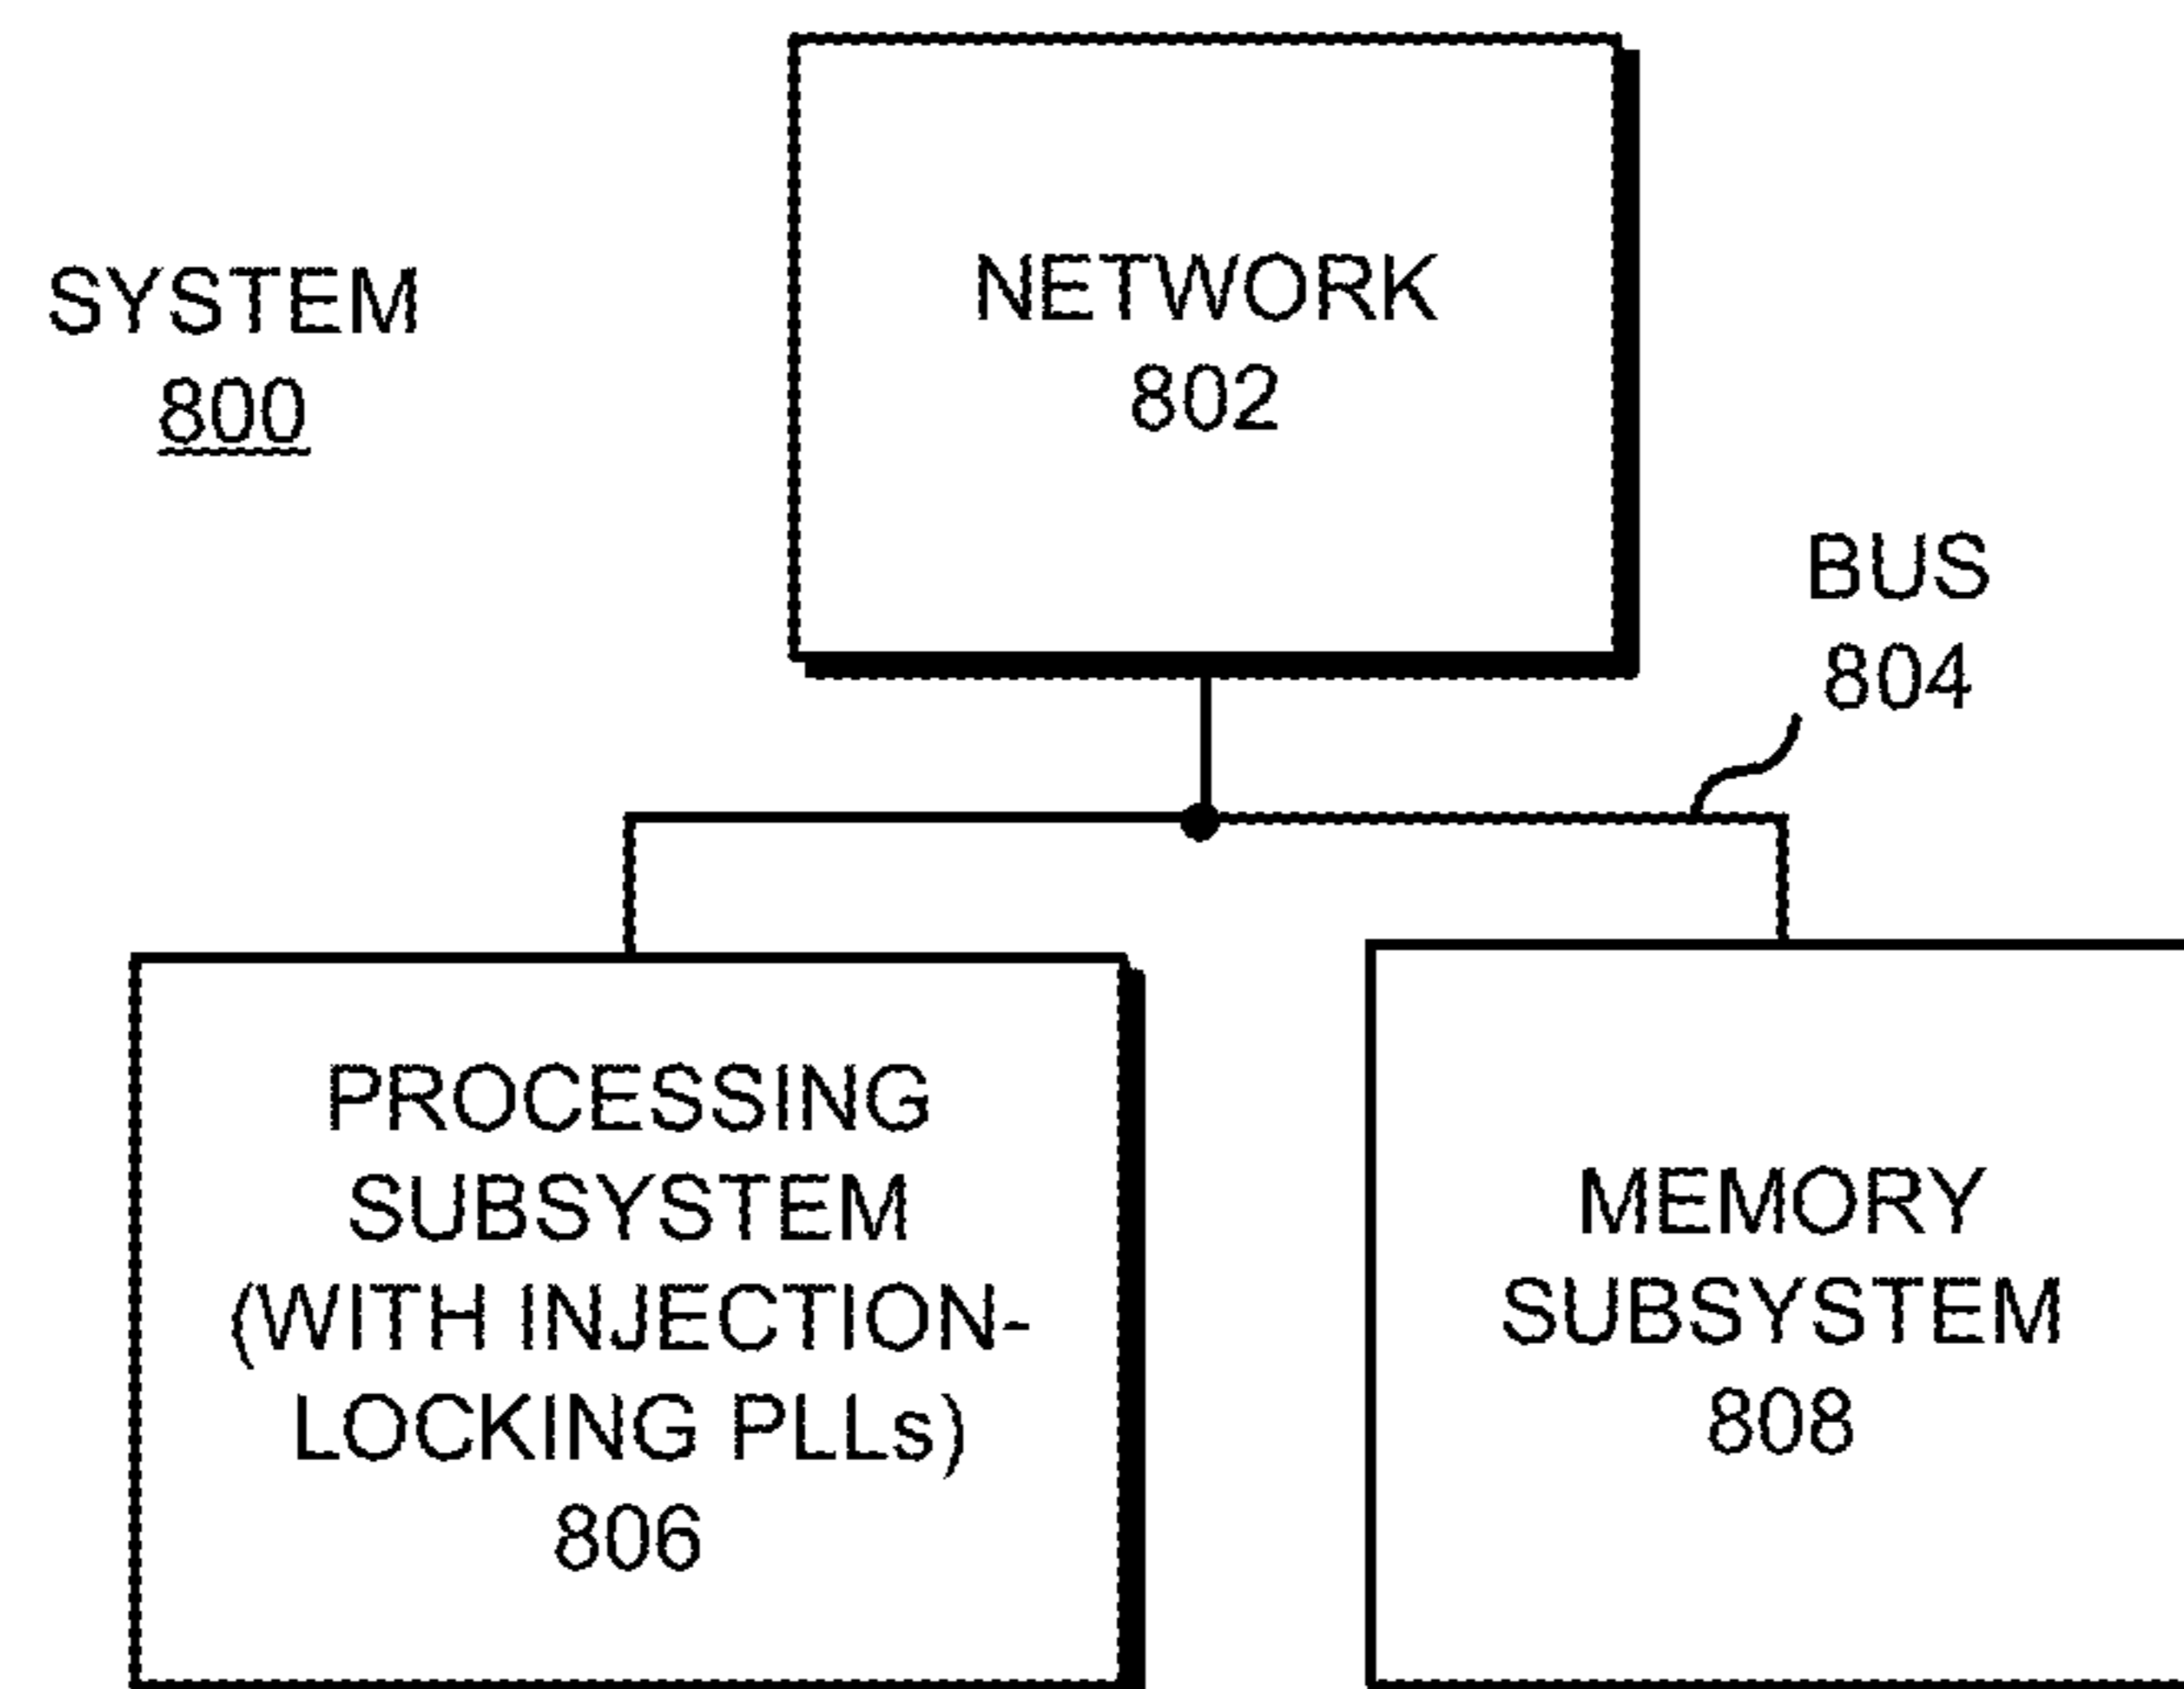 SYSTEM
800
NETWORK
802
BUS
804
PROCESSING
SUBSYSTEM
(WITH INJECTION-
LOCKING PLLs)
806
MEMORY
SUBSYSTEM
808